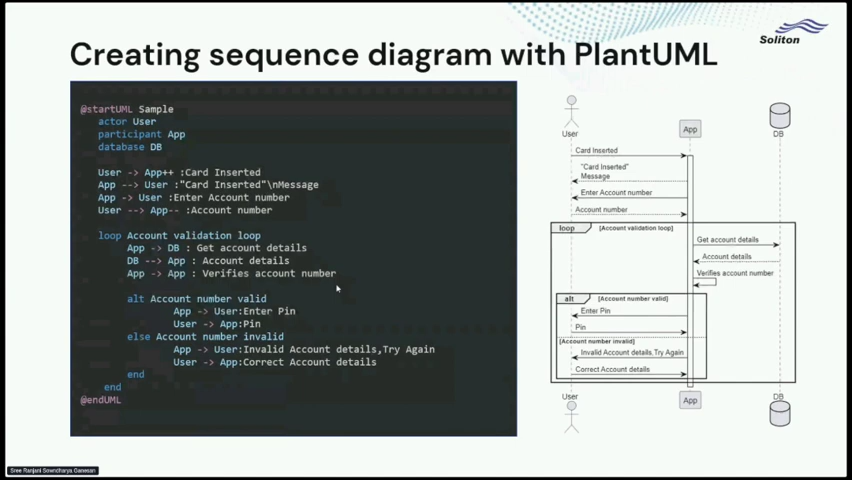 Creating sequence diagram with PlantUML
Soliton
@startUML Sample
actor User
participant App
database DB
User -> App++ :Card Inserted
App --> User :"Card Inserted"\nMessage
App -> User :Enter Account number
User --> App-- :Account number
loop Account validation loop
App -> DB : Get account details
DB --> App : Account details
App -> App : Verifies account number
alt Account number valid
App -> User:Enter Pin
User -> App:Pin
else Account number invalid
App -> User:Invalid Account details,Try Again
User -> App:Correct Account details
end
end
@endUML
User
App
DB
Card Inserted
"Card Inserted"
Message
Enter Account number
Account number
loop
[Account validation loop]
Get account details
Account details
Verifies account number
alt
[Account number valid]
Enter Pin
Pin
[Account number invalid]
Invalid Account details,Try Again
Correct Account details
User
App
DB
Sree Ranjani Sowndharya Ganesan